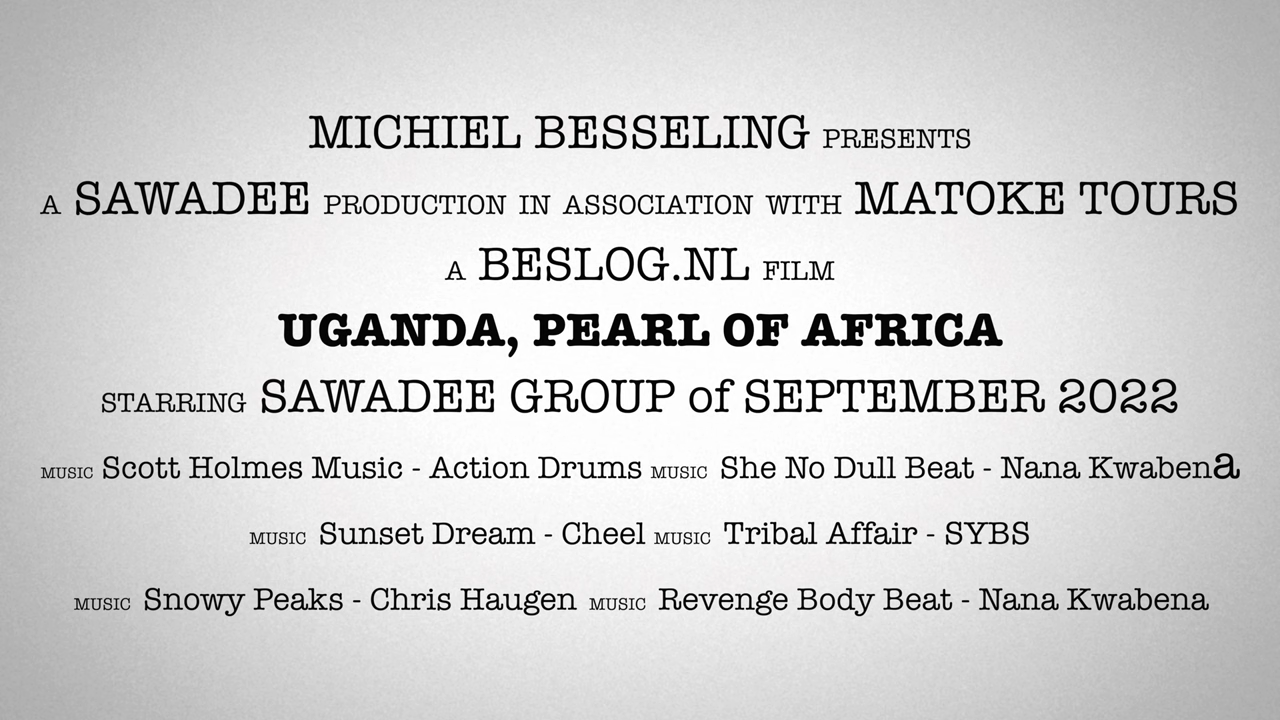 MICHIEL BESSELING PRESENTS
A SAWADEE PRODUCTION IN ASSOCIATION WITH MATOKE TOURS
A BESLOG.NL FILM
UGANDA, PEARL OF AFRICA
STARRING SAWADEE GROUP of SEPTEMBER 2022
MUSIC Scott Holmes Music - Action Drums MUSIC She No Dull Beat - Nana Kwabena
MUSIC Sunset Dream - Cheel MUSIC Tribal Affair - SYBS
MUSIC Snowy Peaks - Chris Haugen MUSIC Revenge Body Beat - Nana Kwabena